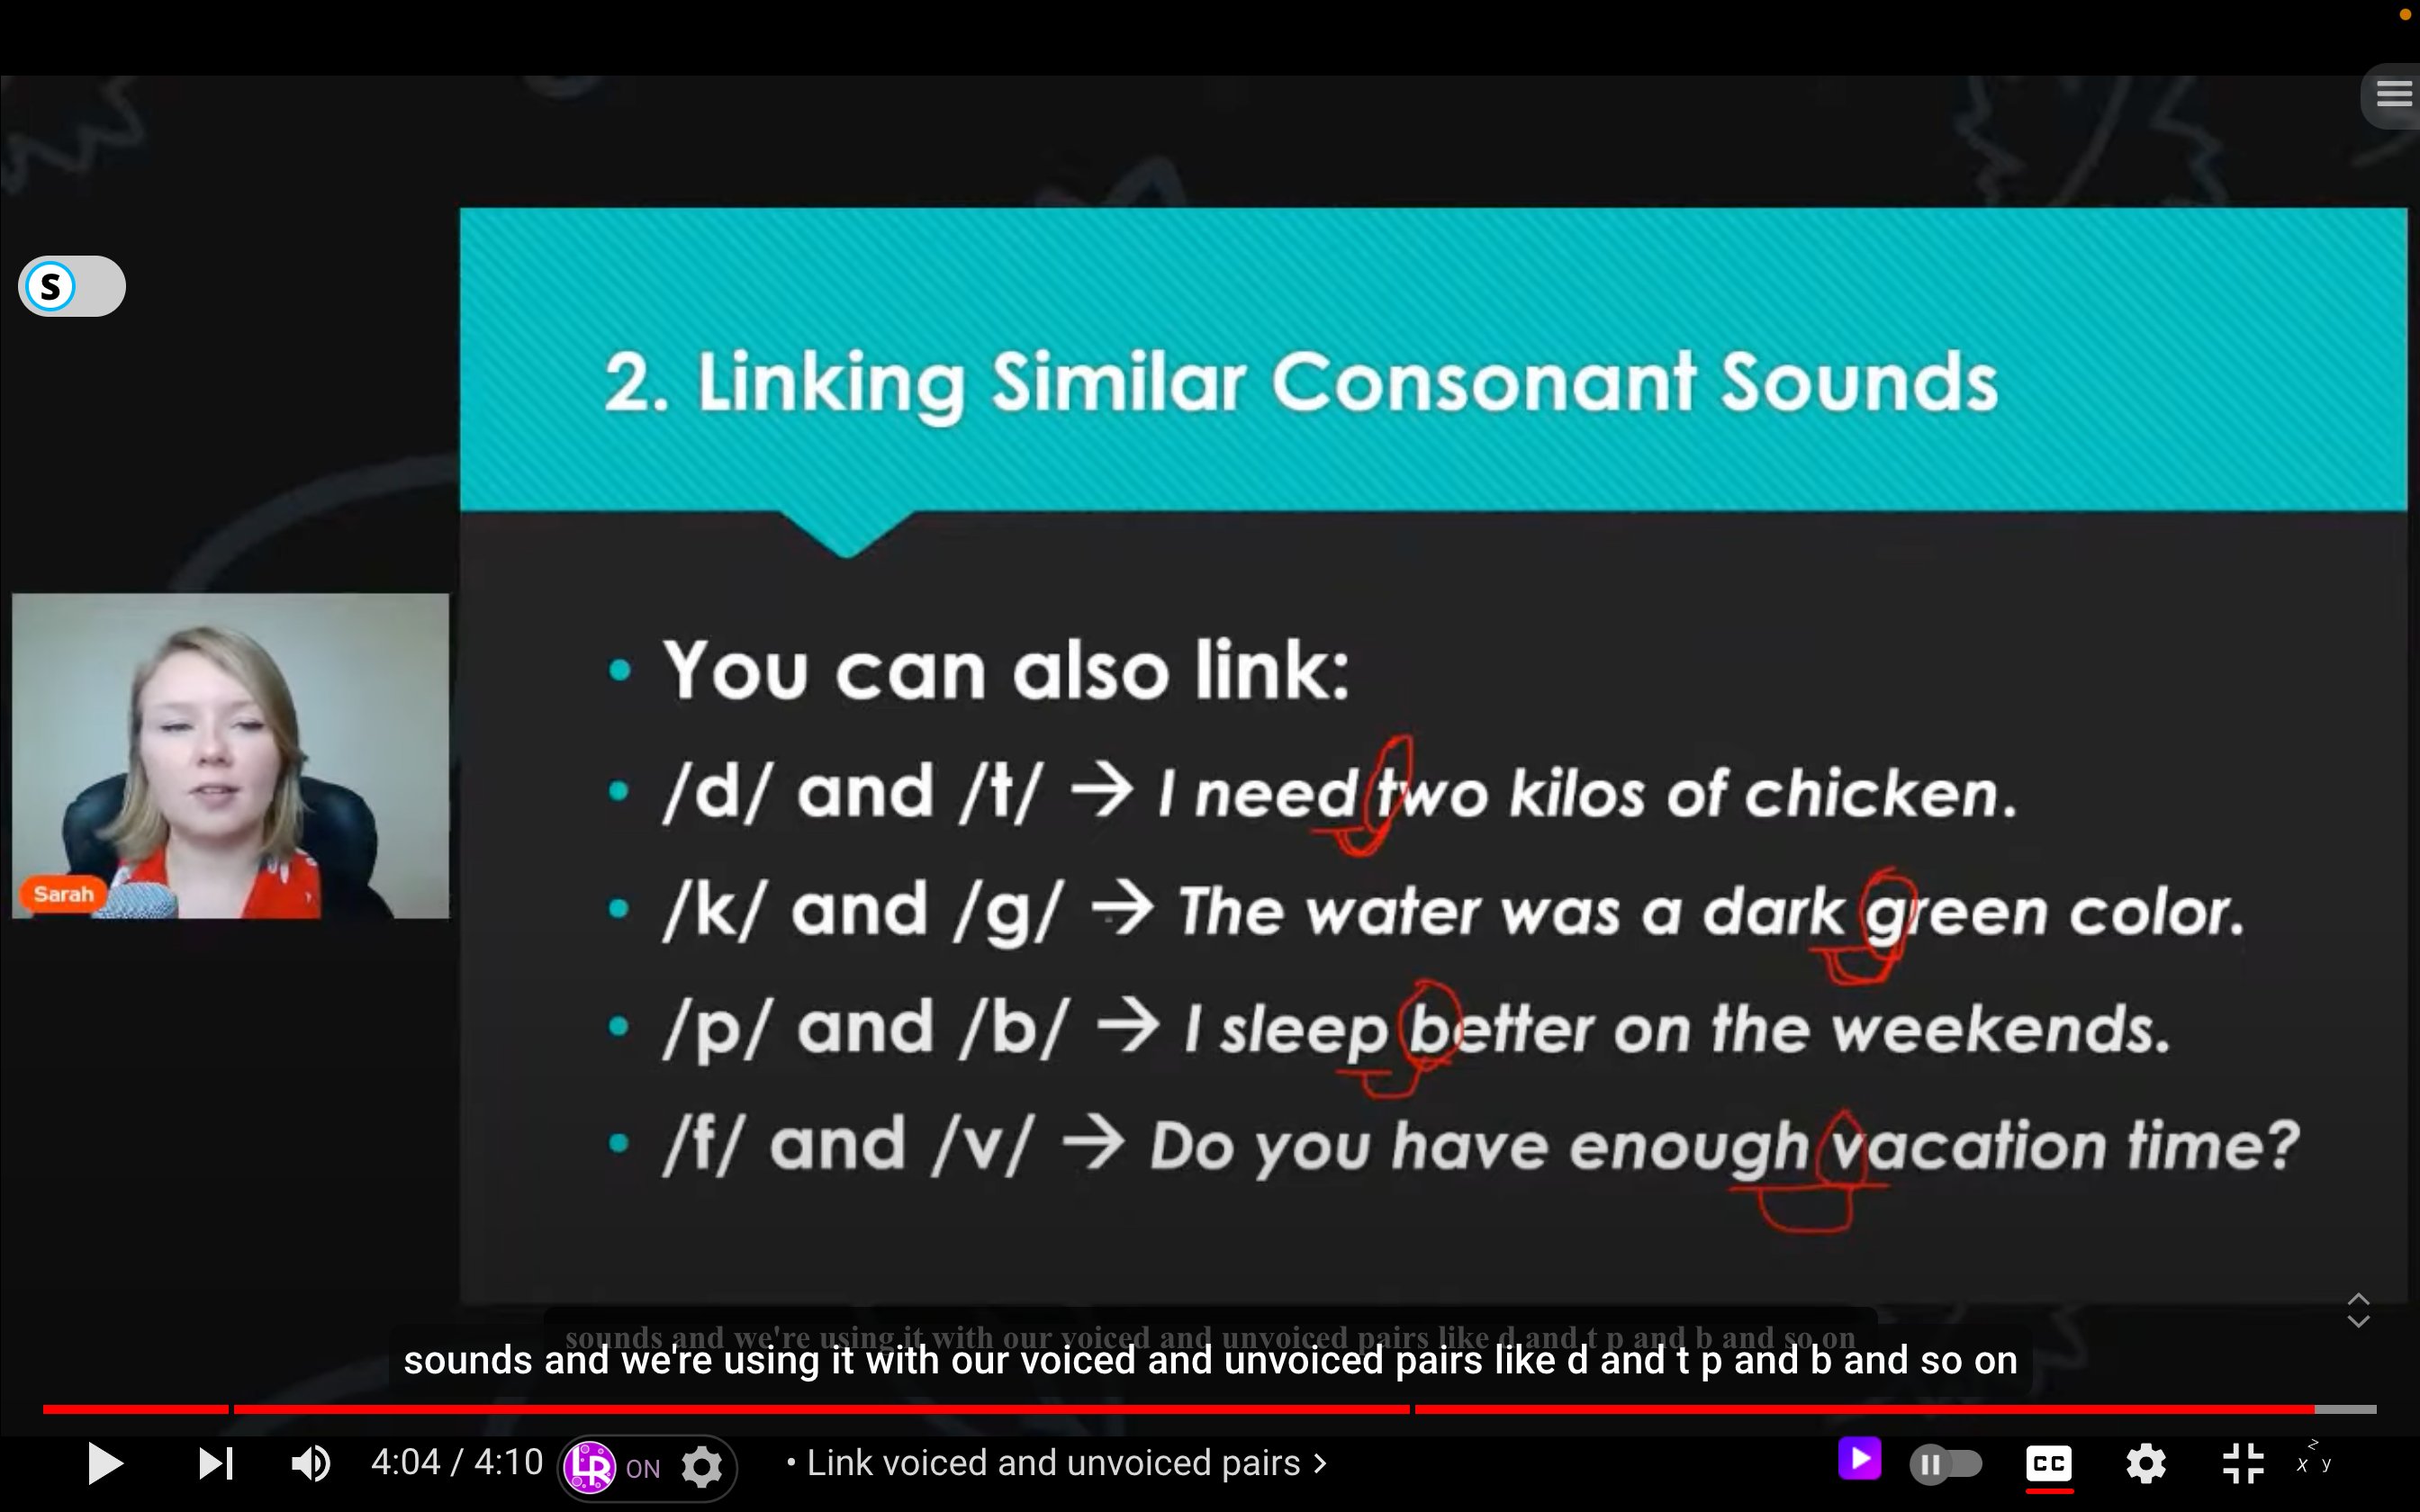 S
2. Linking Similar Consonant Sounds
• You can also link:
• /d/ and /t/ → I need two kilos of chicken.
• /k/ and /g/ → The water was a dark green color.
• /p/ and /b/ → I sleep better on the weekends.
• /f/ and /v/ → Do you have enough vacation time?
Sarah
sounds and we're using it with our voiced and unvoiced pairs like d and t p and b and so on
sounds and we're using it with our voiced and unvoiced pairs like d and t p and b and so on
4:04 / 4:10 LR ON • Link voiced and unvoiced pairs > CC x y z